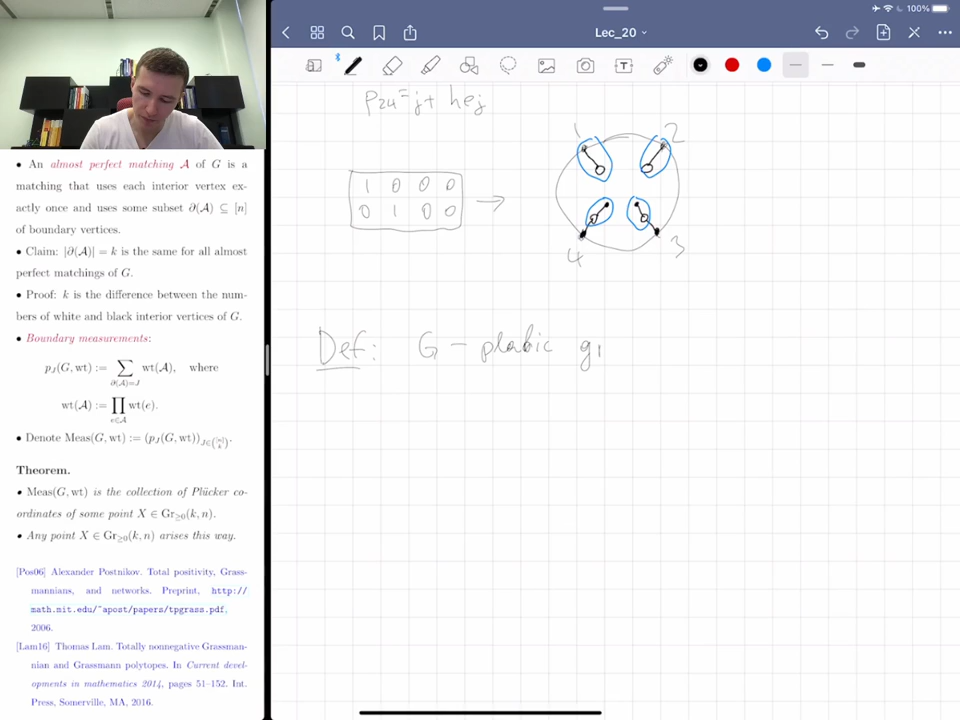 100%
Lec_20
• An almost perfect matching 𝒜 of G is a
matching that uses each interior vertex ex-
actly once and uses some subset ∂(𝒜) ⊆ [n]
of boundary vertices.
• Claim: |∂(𝒜)| = k is the same for all almost
perfect matchings of G.
• Proof: k is the difference between the num-
bers of white and black interior vertices of G.
• Boundary measurements:
p_J(G, wt) := ∑_{∂(𝒜)=J} wt(𝒜), where
wt(𝒜) := ∏_{e∈𝒜} wt(e).
• Denote Meas(G, wt) := (p_J(G, wt))_{J∈([n] k)}.
Theorem.
• Meas(G, wt) is the collection of Plücker co-
ordinates of some point X ∈ Gr≥0(k, n).
• Any point X ∈ Gr≥0(k, n) arises this way.
[Pos06] Alexander Postnikov. Total positivity, Grass-
mannians, and networks. Preprint, http://
math.mit.edu/~apost/papers/tpgrass.pdf,
2006.
[Lam16] Thomas Lam. Totally nonnegative Grassman-
nian and Grassmann polytopes. In Current devel-
opments in mathematics 2014, pages 51–152. Int.
Press, Somerville, MA, 2016.
1 0 0 0
0 1 0 0
1 2
4 3
Def: G - plabic gr